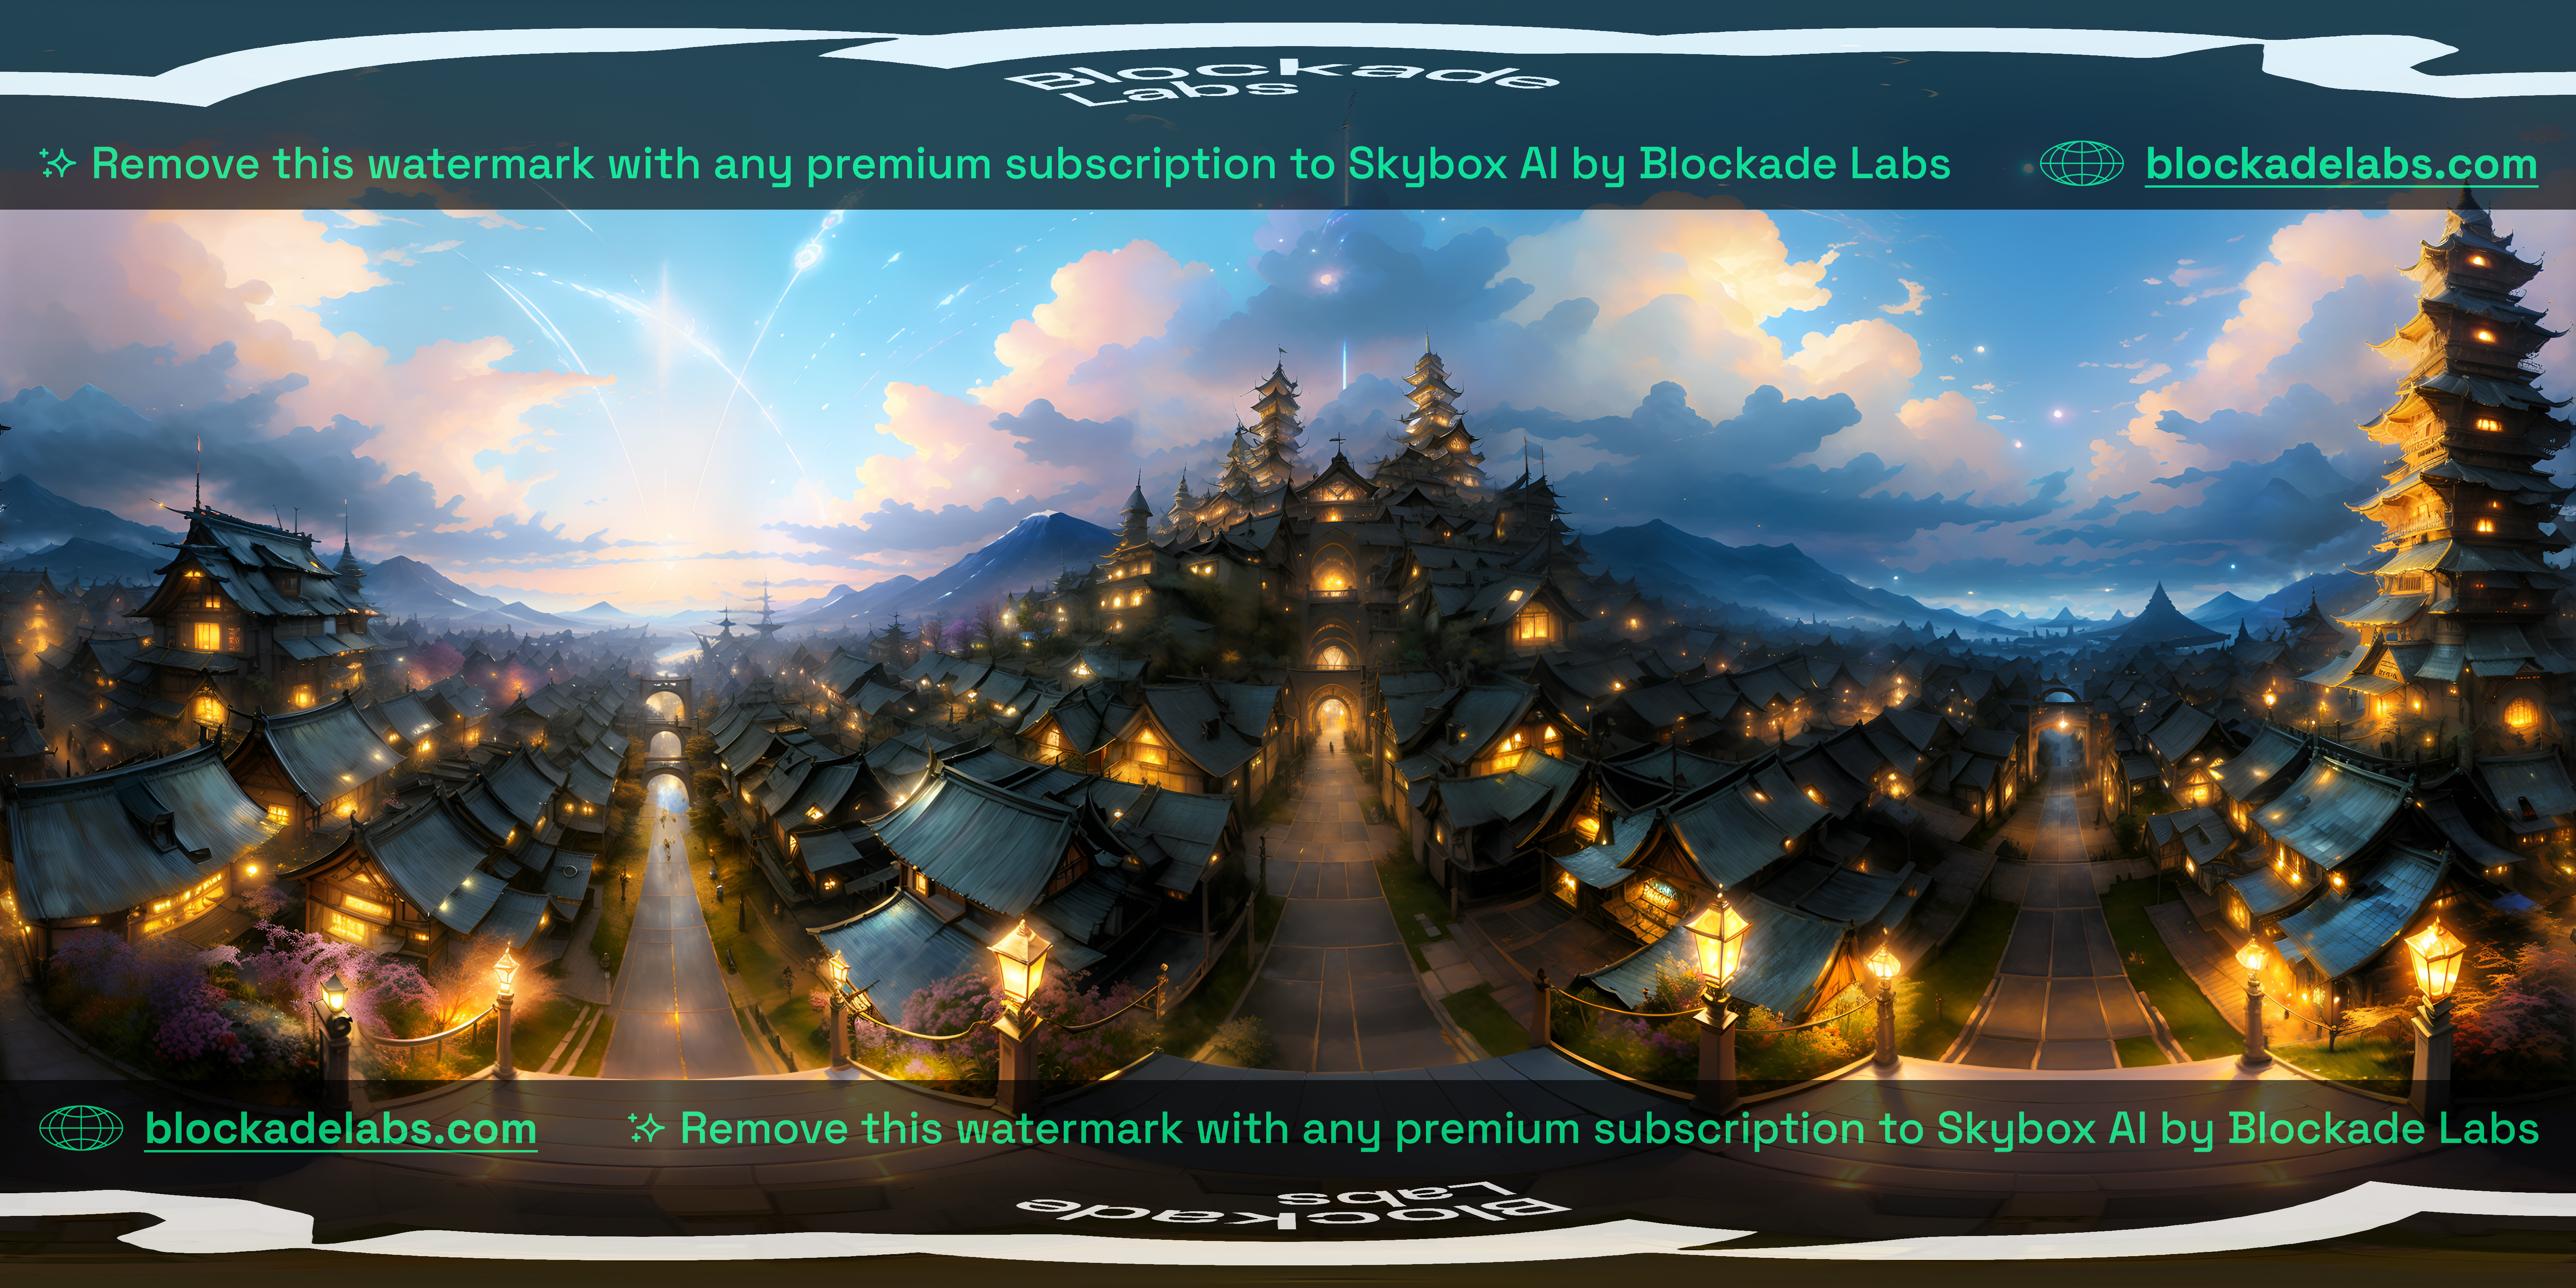 Blockade
Labs
Remove this watermark with any premium subscription to Skybox AI by Blockade Labs
blockadelabs.com
blockadelabs.com
Remove this watermark with any premium subscription to Skybox AI by Blockade Labs
Labs
Blockade